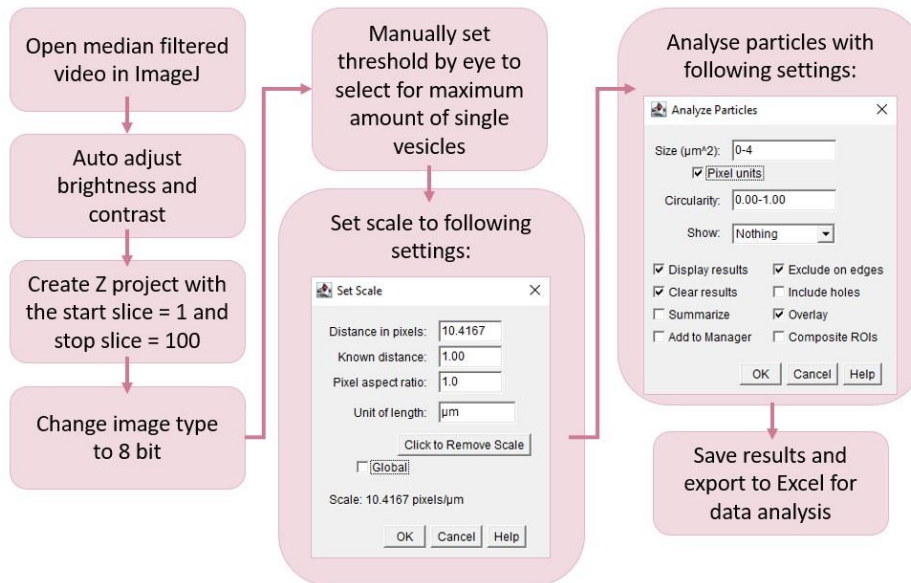 Open median filtered
video in ImageJ
Auto adjust
brightness and
contrast
Create Z project with
the start slice = 1 and
stop slice = 100
Change image type
to 8 bit
Manually set
threshold by eye to
select for maximum
amount of single
vesicles
Set scale to following
settings:
Set Scale
Distance in pixels: 10.4167
Known distance: 1.00
Pixel aspect ratio: 1.0
Unit of length: µm
Click to Remove Scale
Global
Scale: 10.4167 pixels/µm
OK Cancel Help
Analyse particles with
following settings:
Analyze Particles
Size (µm^2): 0-4
Pixel units
Circularity: 0.00-1.00
Show: Nothing
Display results Exclude on edges
Clear results Include holes
Summarize Overlay
Add to Manager Composite ROIs
OK Cancel Help
Save results and
export to Excel for
data analysis